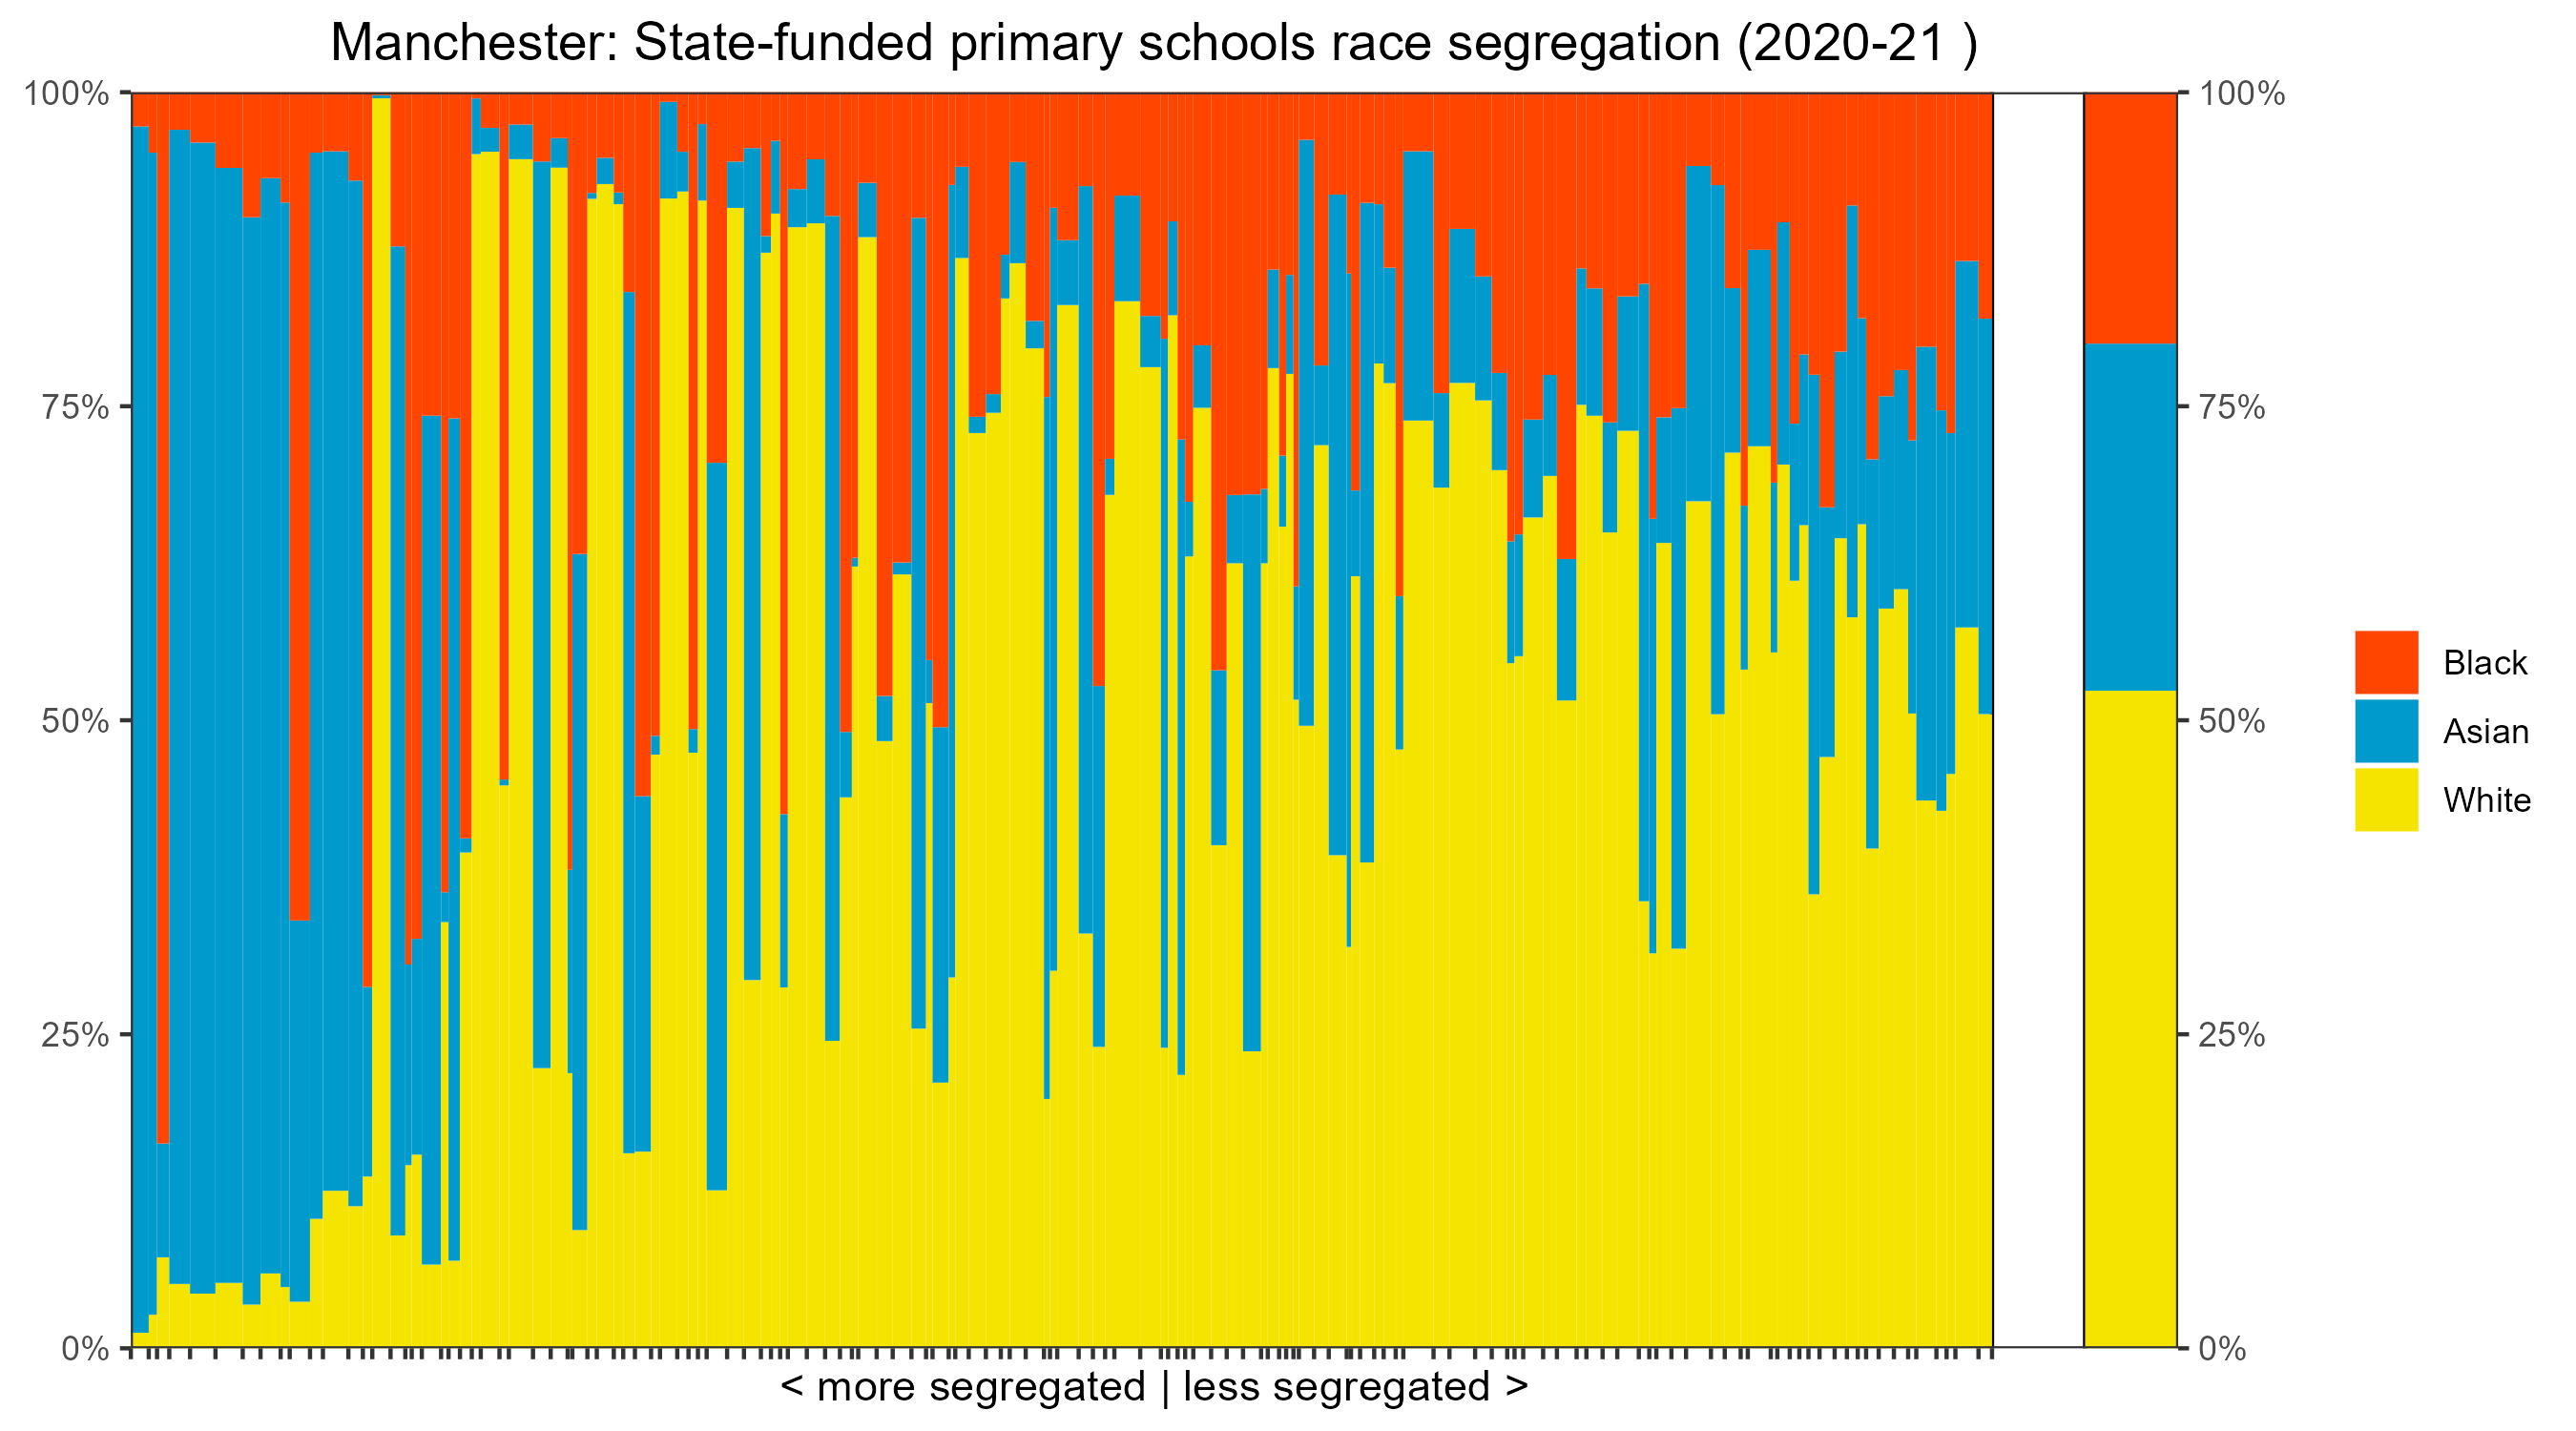 Manchester: State-funded primary schools race segregation (2020-21 )
100%
75%
50%
25%
0%
100%
75%
50%
25%
0%
Black
Asian
White
< more segregated | less segregated >